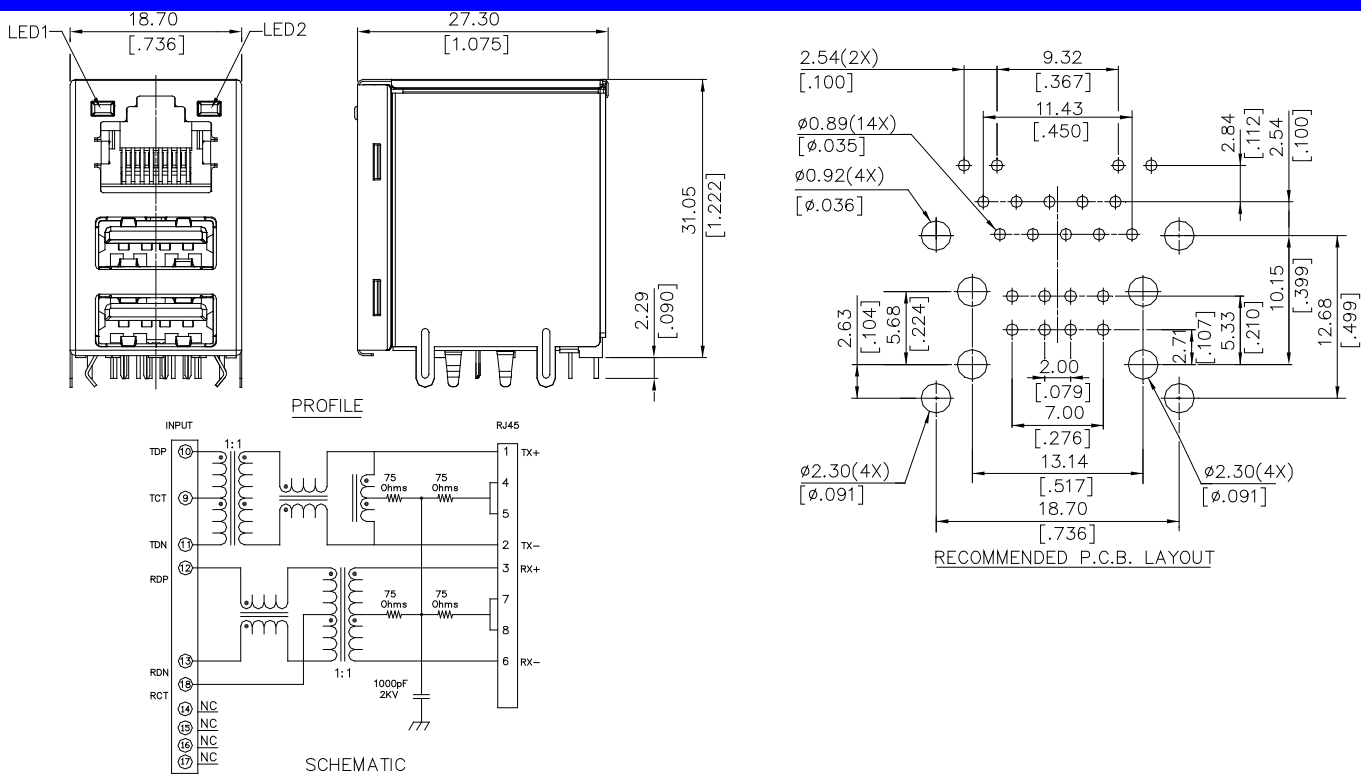 LED1
18.70
[.736]
LED2
27.30
[1.075]
31.05
[1.222]
2.29
[.090]
PROFILE
2.54(2X)
[.100]
9.32
[.367]
11.43
[.450]
ø0.89(14X)
[ø.035]
ø0.92(4X)
[ø.036]
2.84
[.112]
2.54
[.100]
2.63
[.104]
5.68
[.224]
2.71
[.107]
5.33
[.210]
10.15
[.399]
12.68
[.499]
2.00
[.079]
7.00
[.276]
13.14
[.517]
18.70
[.736]
ø2.30(4X)
[ø.091]
ø2.30(4X)
[ø.091]
RECOMMENDED P.C.B. LAYOUT
INPUT
RJ45
TDP 10
1:1
1 TX+
TCT 9
75
Ohms
75
Ohms
4
5
TDN 11
2 TX-
12
RDP
3 RX+
75
Ohms
75
Ohms
7
8
13
RDN
6 RX-
18
RCT
1:1
1000pF
2KV
14 NC
15 NC
16 NC
17 NC
SCHEMATIC